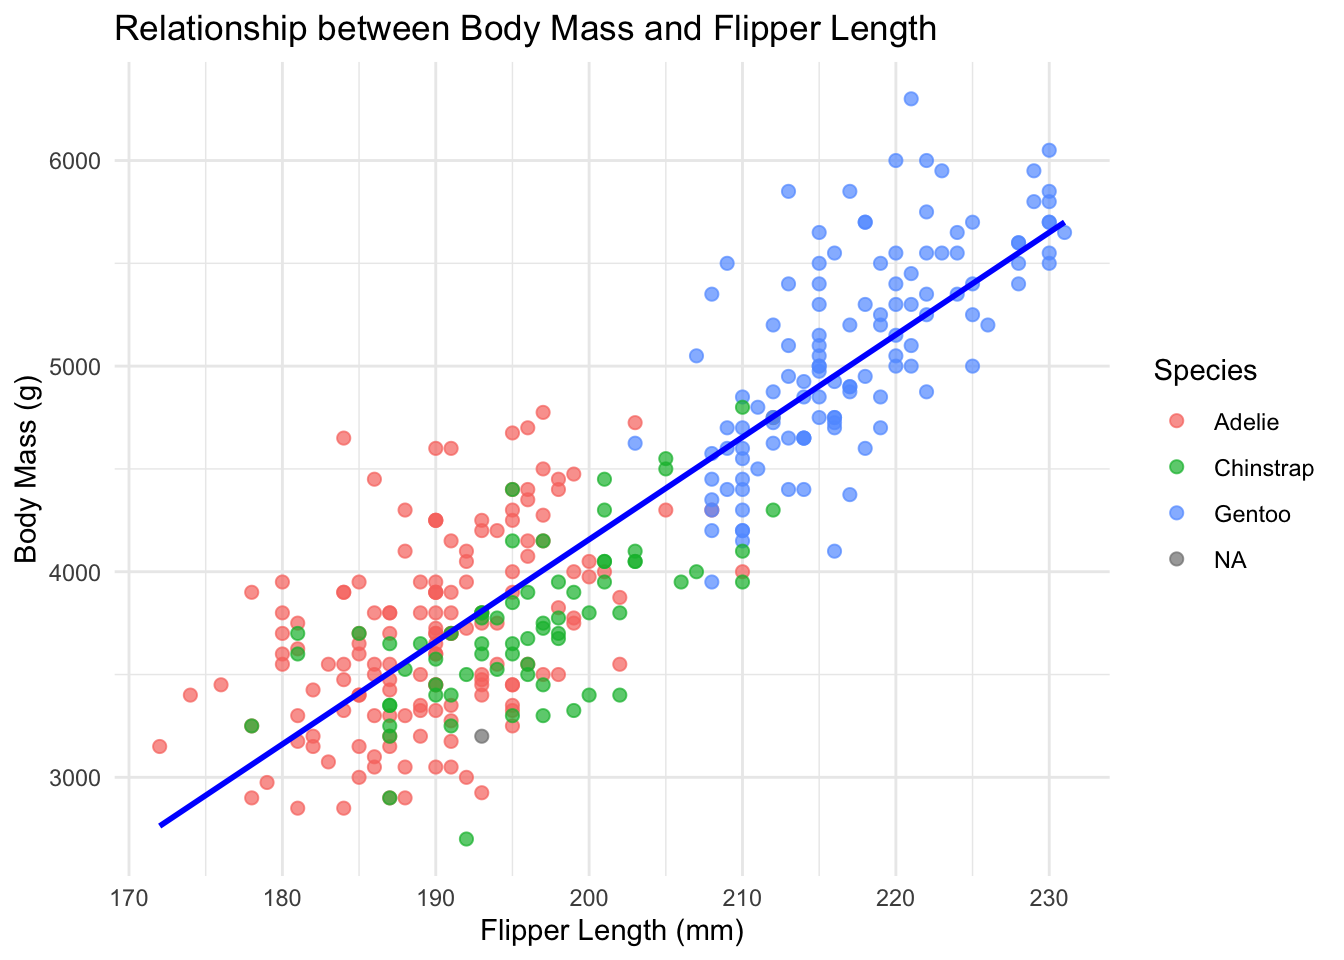 Relationship between Body Mass and Flipper Length
Body Mass (g)
6000
5000
4000
3000
170 180 190 200 210 220 230
Flipper Length (mm)
Species
Adelie
Chinstrap
Gentoo
NA